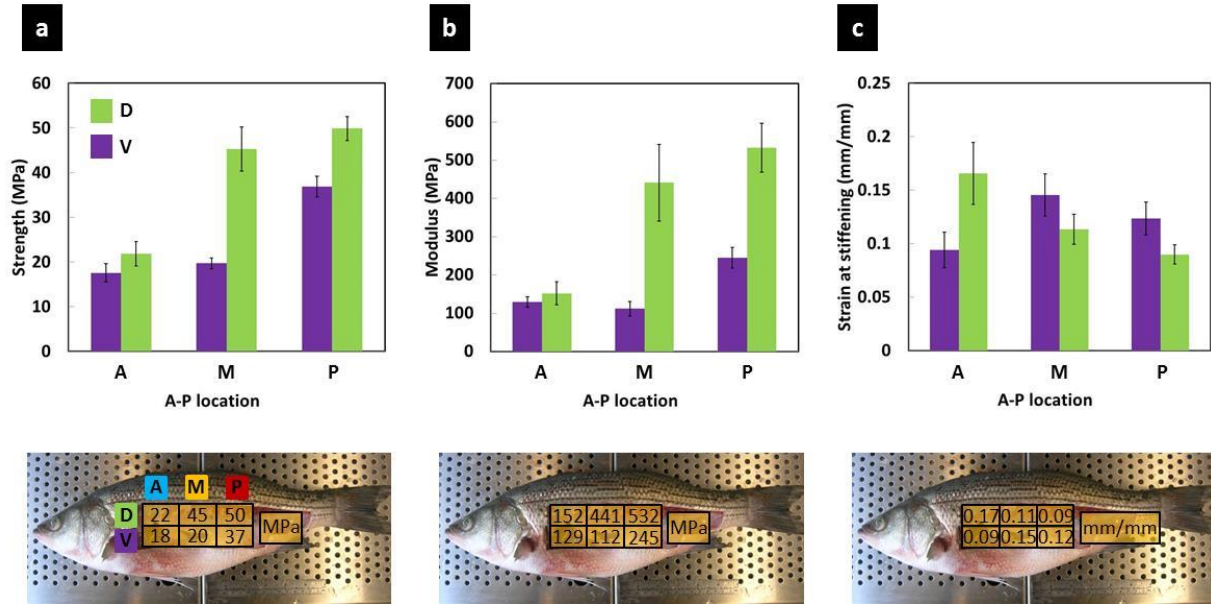 a
b
c
60
50
40
30
20
10
0
Strength (MPa)
D
V
A M P
A-P location
700
600
500
400
300
200
100
0
Modulus (MPa)
A M P
A-P location
0.25
0.2
0.15
0.1
0.05
0
Strain at stiffening (mm/mm)
A M P
A-P location
A M P
D 22 45 50 MPa
V 18 20 37
152 441 532 MPa
129 112 245
0.17 0.11 0.09 mm/mm
0.09 0.15 0.12